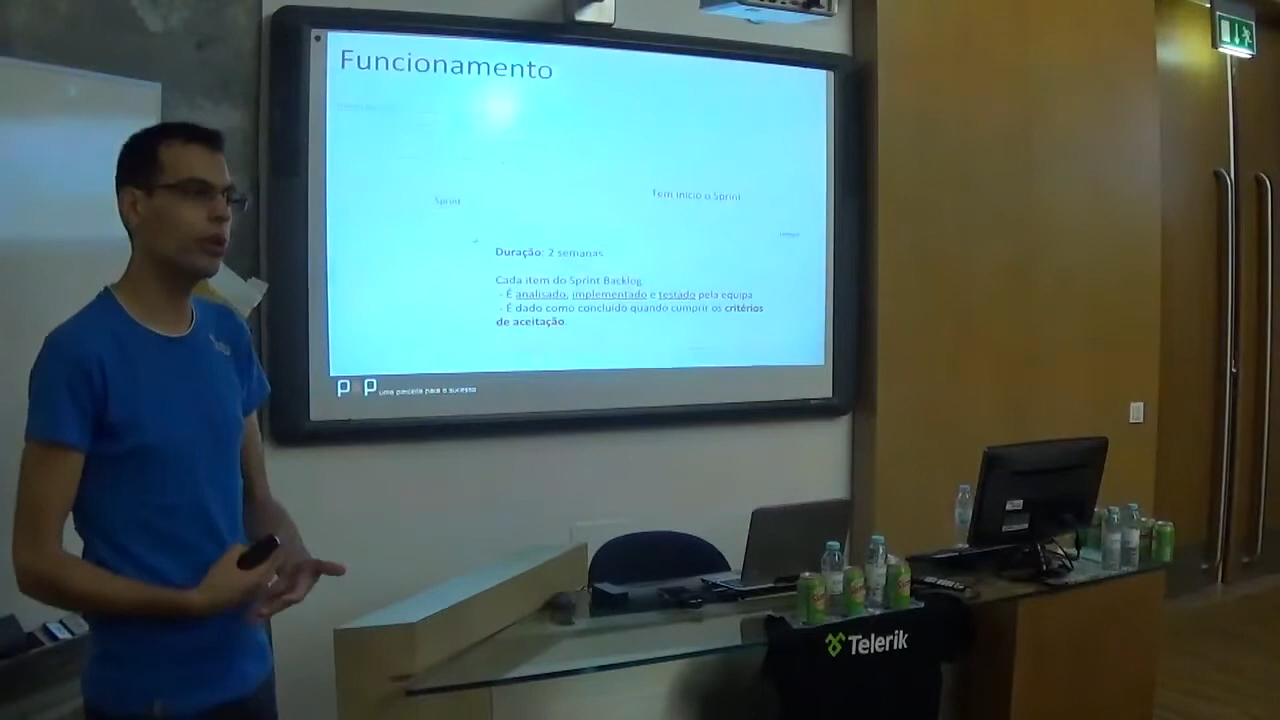 Funcionamento
Sprint
Tem início o Sprint
Duração: 2 semanas
Cada item do Sprint Backlog
- É analisado, implementado e testado pela equipa
- É dado como concluído quando cumprir os critérios
de aceitação.
P P uma parceria para o sucesso
Telerik